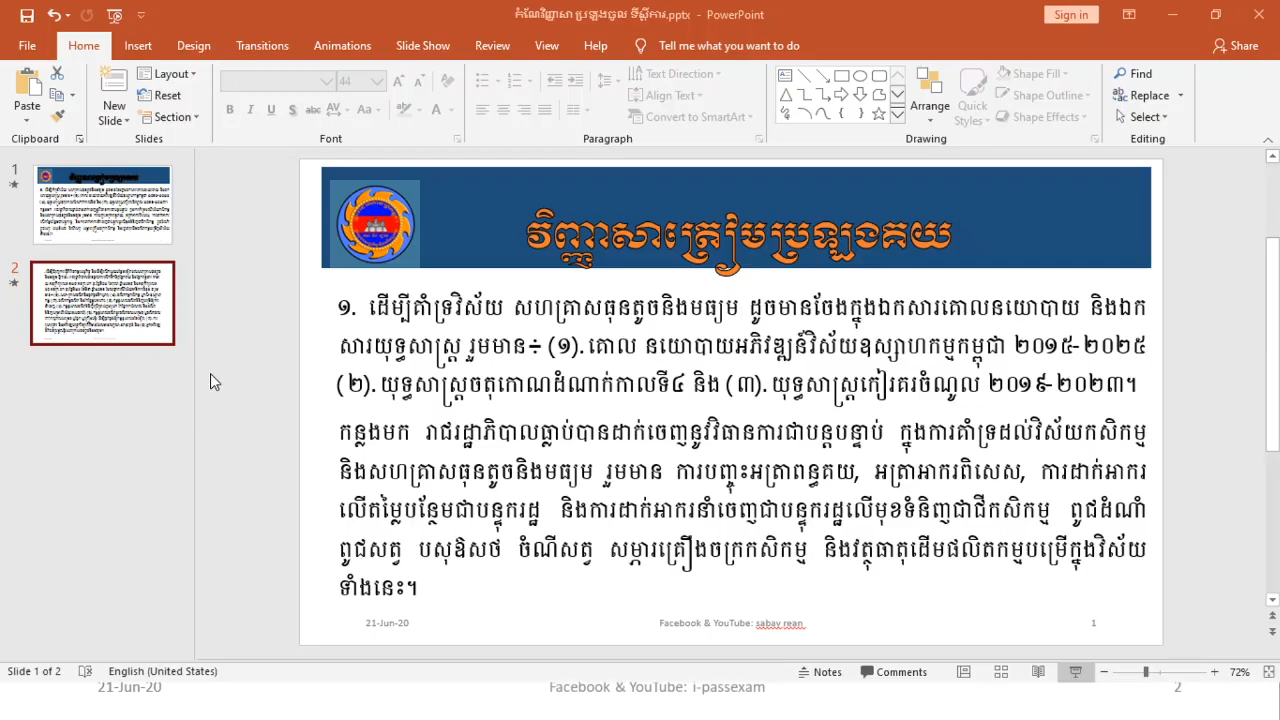 កំណែវិញ្ញាសា ប្រឡងចូល ទីស្ដីការ.pptx - PowerPoint
Sign in
File Home Insert Design Transitions Animations Slide Show Review View Help Tell me what you want to do Share
Paste
New Slide
Layout
Reset
Section
44
Text Direction
Align Text
Convert to SmartArt
Arrange
Quick Styles
Shape Fill
Shape Outline
Shape Effects
Find
Replace
Select
Clipboard Slides Font Paragraph Drawing Editing
1
2
វិញ្ញាសាត្រៀមប្រឡងគយ
១. ដើម្បីគាំទ្រវិស័យ សហគ្រាសធុនតូចនិងមធ្យម ដូចមានចែងក្នុងឯកសារគោលនយោបាយ និងឯក
សារយុទ្ធសាស្ត្រ រួមមាន÷ (១). គោល នយោបាយអភិវឌ្ឍន៍វិស័យឧស្សាហកម្មកម្ពុជា ២០១៥-២០២៥
(២). យុទ្ធសាស្ត្រចតុកោណដំណាក់កាលទី៤ និង (៣). យុទ្ធសាស្ត្រកៀរគរចំណូល ២០១៩-២០២៣។
កន្លងមក រាជរដ្ឋាភិបាលធ្លាប់បានដាក់ចេញនូវវិធានការជាបន្តបន្ទាប់ ក្នុងការគាំទ្រដល់វិស័យកសិកម្ម
និងសហគ្រាសធុនតូចនិងមធ្យម រួមមាន ការបញ្ចុះអត្រាពន្ធគយ, អត្រាអាករពិសេស, ការដាក់អាករ
លើតម្លៃបន្ថែមជាបន្ទុករដ្ឋ និងការដាក់អាករនាំចេញជាបន្ទុករដ្ឋលើមុខទំនិញជាជីកសិកម្ម ពូជដំណាំ
ពូជសត្វ បសុឱសថ ចំណីសត្វ សម្ភារគ្រឿងចក្រកសិកម្ម និងវត្ថុធាតុដើមផលិតកម្មបម្រើក្នុងវិស័យ
ទាំងនេះ។
21-Jun-20 Facebook & YouTube: sabay rean 1
Slide 1 of 2 English (United States) Notes Comments 72%
21-Jun-20 Facebook & YouTube: i-passexam 2